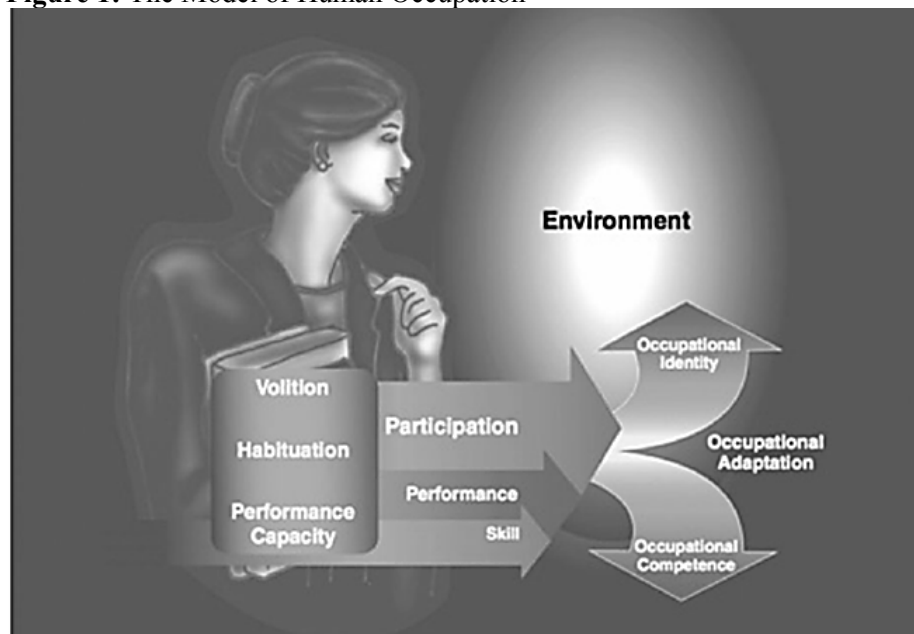 Figure 1: The Model of Human Occupation
Environment
Occupational
Identity
Volition
Participation
Habituation
Occupational
Adaptation
Performance
Performance
Capacity
Skill
Occupational
Competence